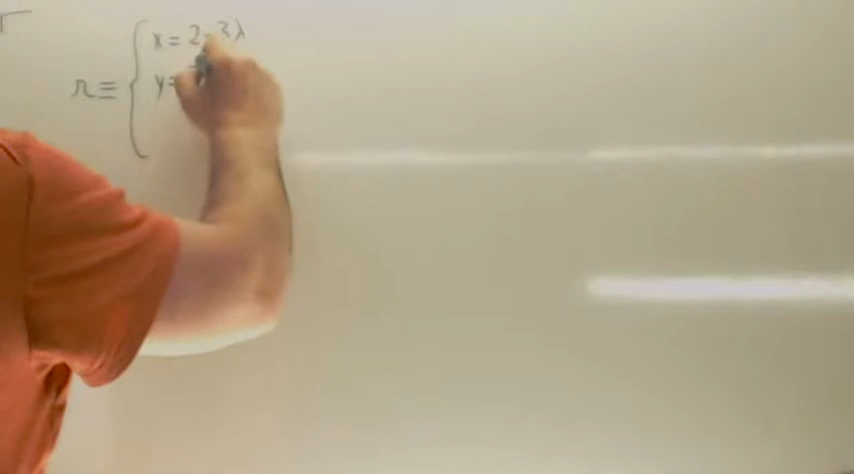 r ≡ { x = 2 - 3λ
y =